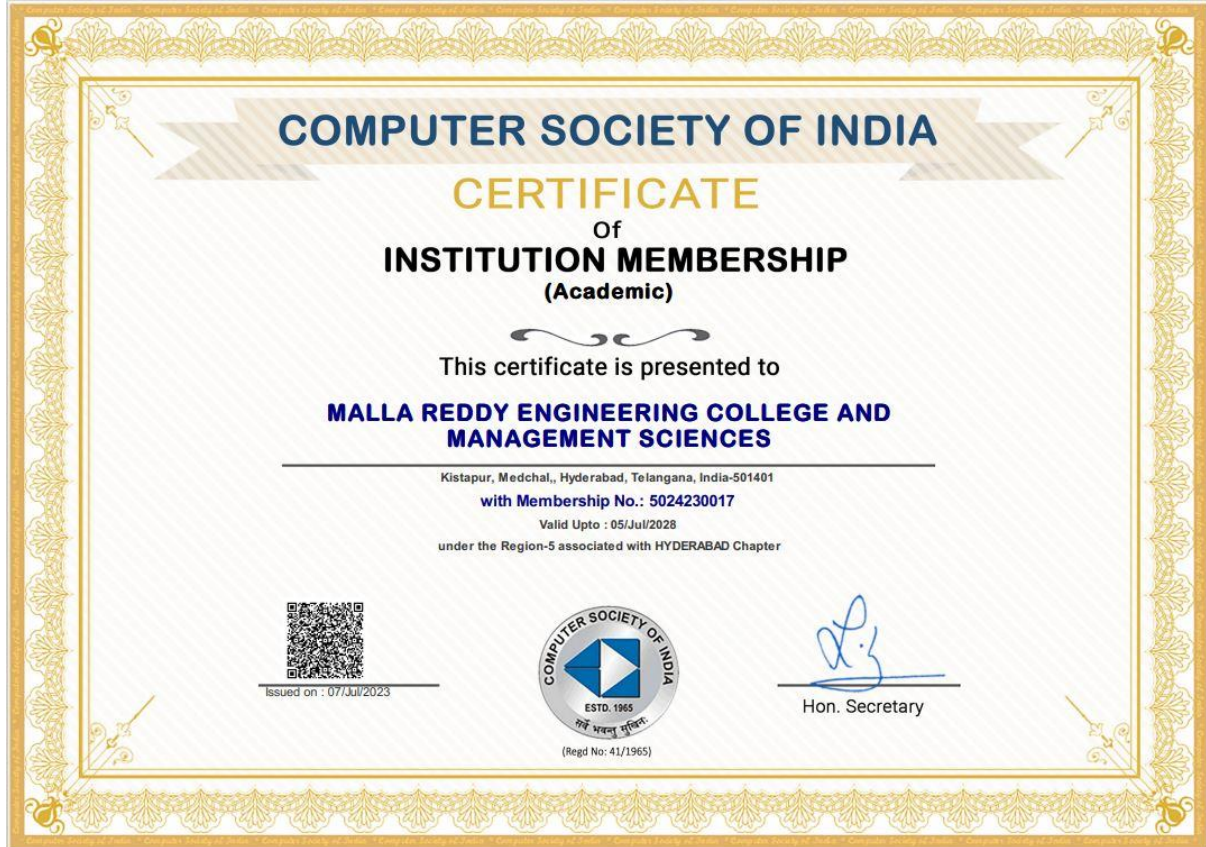 COMPUTER SOCIETY OF INDIA
CERTIFICATE
Of
INSTITUTION MEMBERSHIP
(Academic)
This certificate is presented to
MALLA REDDY ENGINEERING COLLEGE AND
MANAGEMENT SCIENCES
Kistapur, Medchal,, Hyderabad, Telangana, India-501401
with Membership No.: 5024230017
Valid Upto : 05/Jul/2028
under the Region-5 associated with HYDERABAD Chapter
Issued on : 07/Jul/2023
COMPUTER SOCIETY OF INDIA
ESTD. 1965
सर्वे भवन्तु सुखिनः
(Regd No: 41/1965)
Hon. Secretary